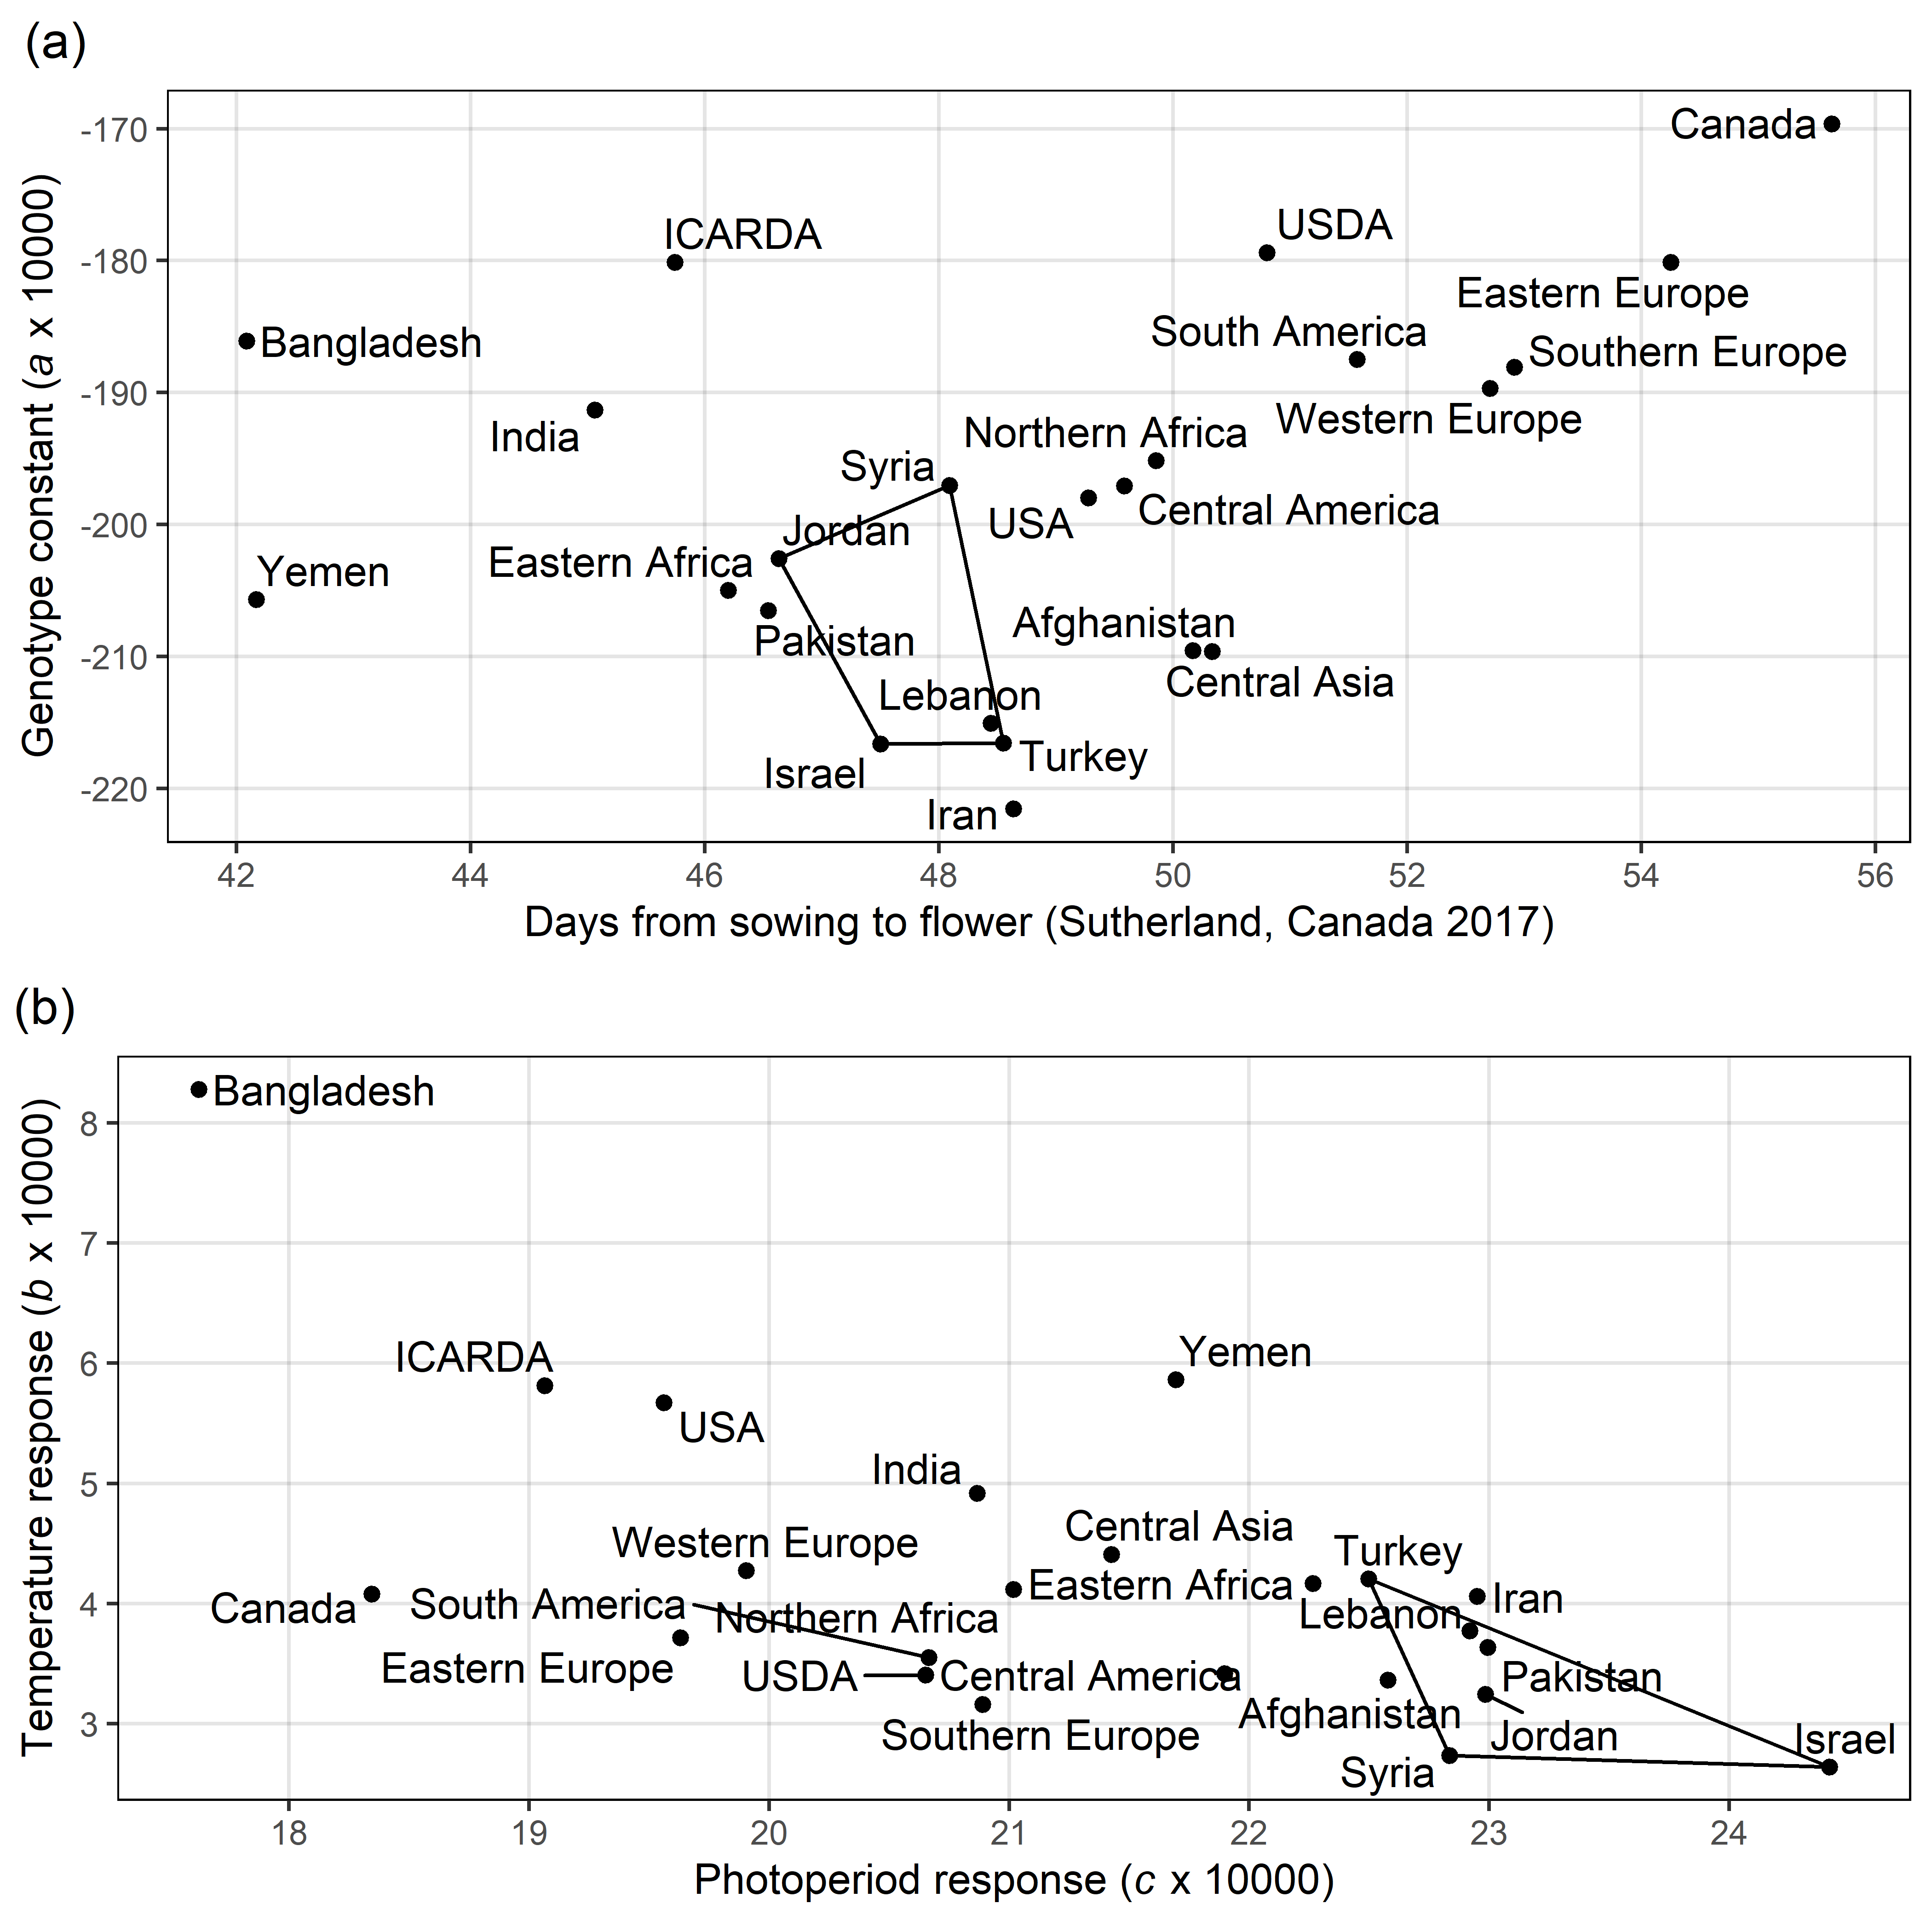 (a)
Genotype constant (a x 10000)
-170
-180
-190
-200
-210
-220
Canada
USDA
ICARDA
Eastern Europe
South America
Bangladesh
Southern Europe
Western Europe
India
Northern Africa
Syria
Central America
USA
Jordan
Eastern Africa
Yemen
Afghanistan
Pakistan
Central Asia
Lebanon
Turkey
Israel
Iran
42 44 46 48 50 52 54 56
Days from sowing to flower (Sutherland, Canada 2017)
(b)
Temperature response (b x 10000)
8
7
6
5
4
3
Bangladesh
Yemen
ICARDA
USA
India
Central Asia
Western Europe
Turkey
Eastern Africa
Iran
South America
Canada
Lebanon
Northern Africa
Eastern Europe
USDA
Central America
Pakistan
Afghanistan
Southern Europe
Jordan
Israel
Syria
18 19 20 21 22 23 24
Photoperiod response (c x 10000)